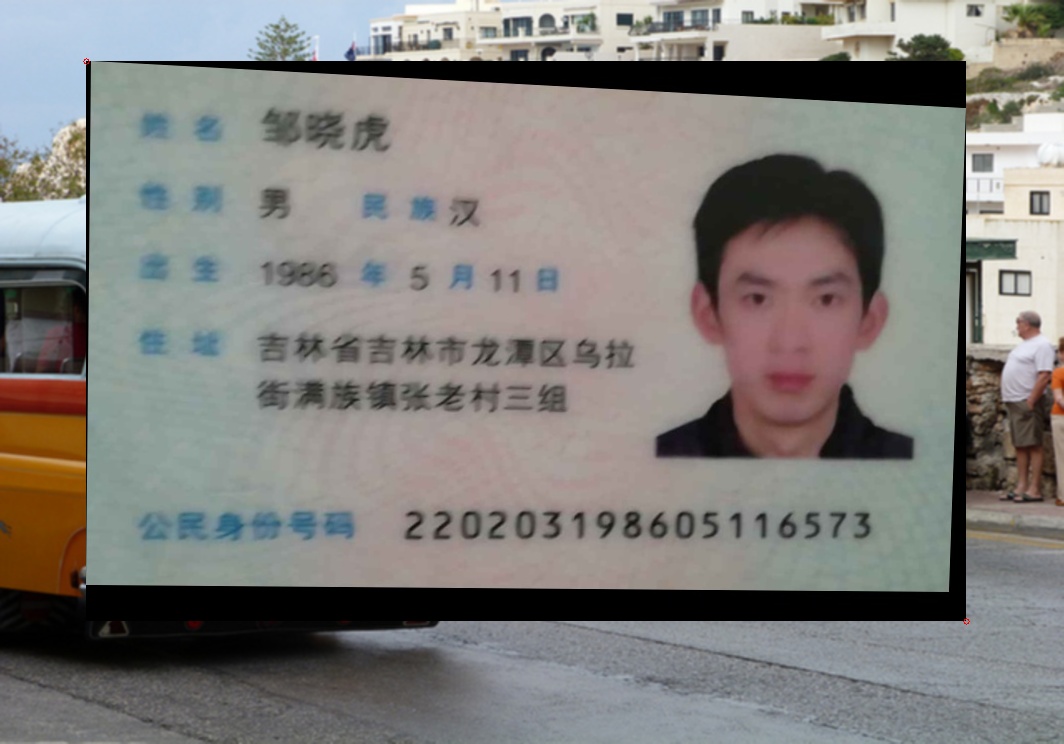 姓名 邹晓虎
性别 男 民族 汉
出生 1986 年 5 月 11 日
住址 吉林省吉林市龙潭区乌拉
街满族镇张老村三组
公民身份号码 220203198605116573